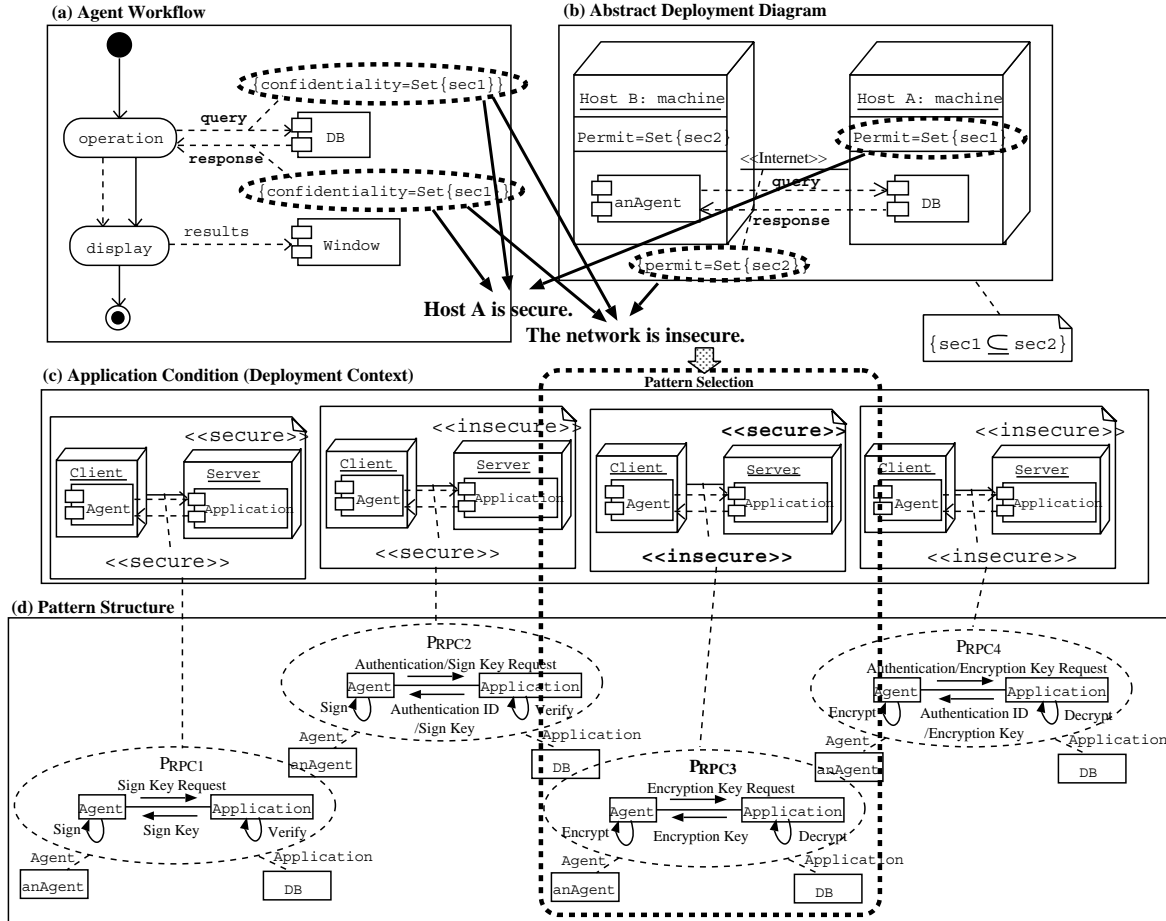 (a) Agent Workflow
{confidentiality=Set{sec1}}
query
operation
DB
response
{confidentiality=Set{sec1}}
results
display
Window
(b) Abstract Deployment Diagram
Host B: machine
Host A: machine
Permit=Set{sec2}
Permit=Set{sec1}
<<Internet>>
query
anAgent
DB
response
{permit=Set{sec2}}
Host A is secure.
The network is insecure.
{sec1 ⊆ sec2}
(c) Application Condition (Deployment Context)
Pattern Selection
<<secure>>
Client
Server
Agent
Application
<<secure>>
<<insecure>>
Client
Server
Agent
Application
<<secure>>
<<secure>>
Client
Server
Agent
Application
<<insecure>>
<<insecure>>
Client
Server
Agent
Application
<<insecure>>
(d) Pattern Structure
PRPC2
Authentication/Sign Key Request
Agent
Application
Sign
Authentication ID
/Sign Key
Verify
Agent
anAgent
Application
DB
PRPC4
Authentication/Encryption Key Request
Agent
Application
Encrypt
Authentication ID
/Encryption Key
Decrypt
Agent
anAgent
Application
DB
PRPC1
Sign Key Request
Agent
Application
Sign
Sign Key
Verify
Agent
anAgent
Application
DB
PRPC3
Encryption Key Request
Agent
Application
Encrypt
Encryption Key
Decrypt
Agent
anAgent
Application
DB